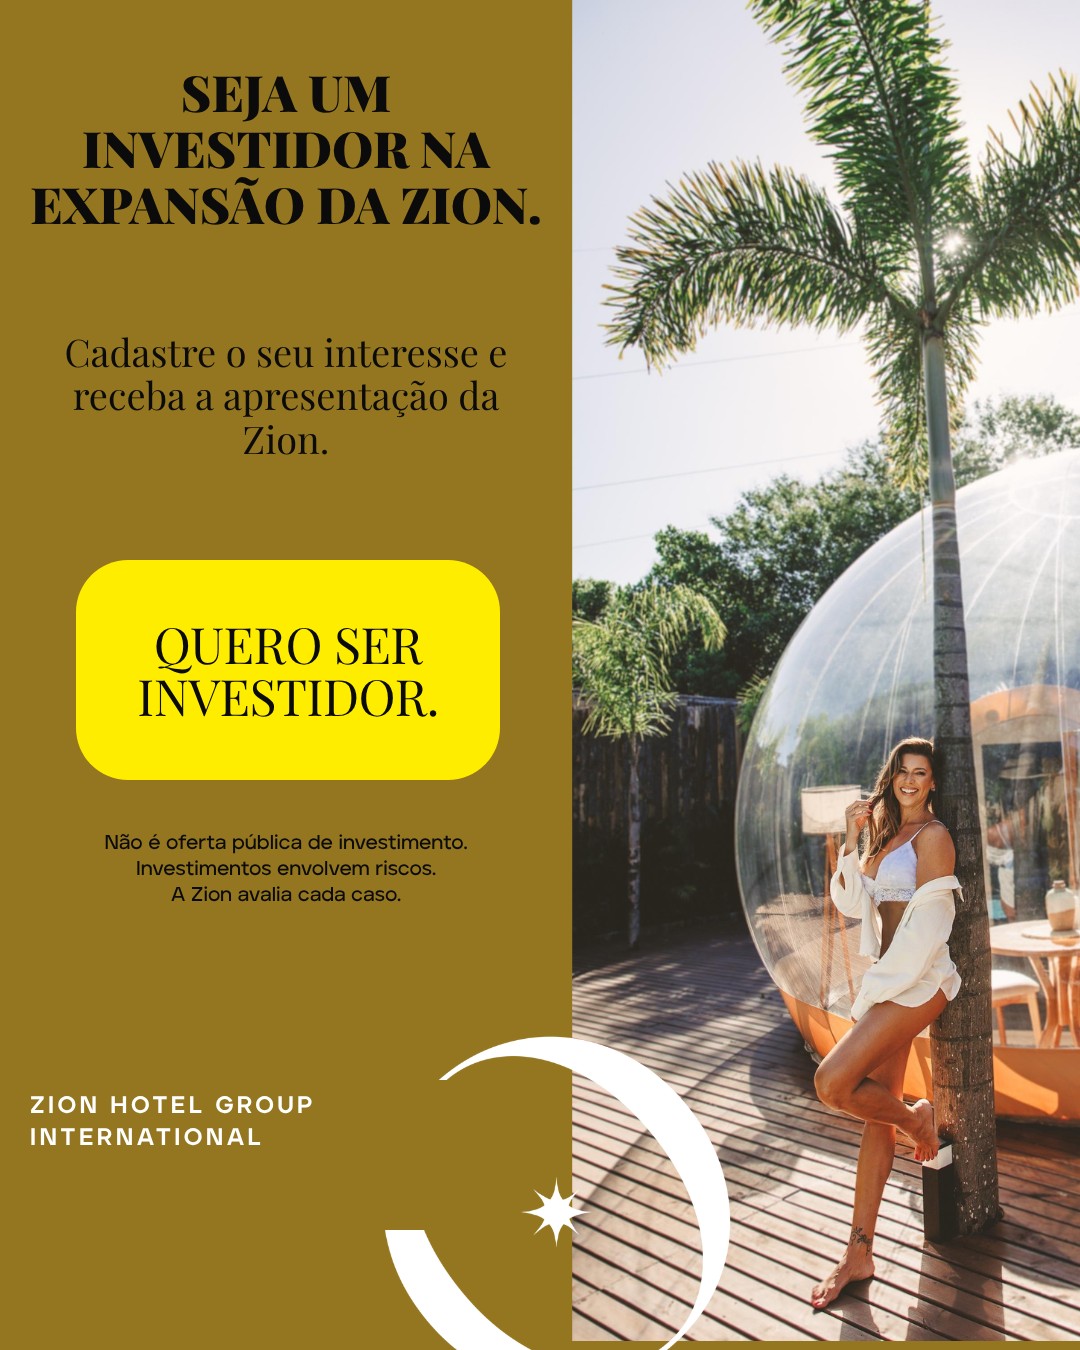 SEJA UM
INVESTIDOR NA
EXPANSÃO DA ZION.
Cadastre o seu interesse e
receba a apresentação da
Zion.
QUERO SER
INVESTIDOR.
Não é oferta pública de investimento.
Investimentos envolvem riscos.
A Zion avalia cada caso.
ZION HOTEL GROUP
INTERNATIONAL